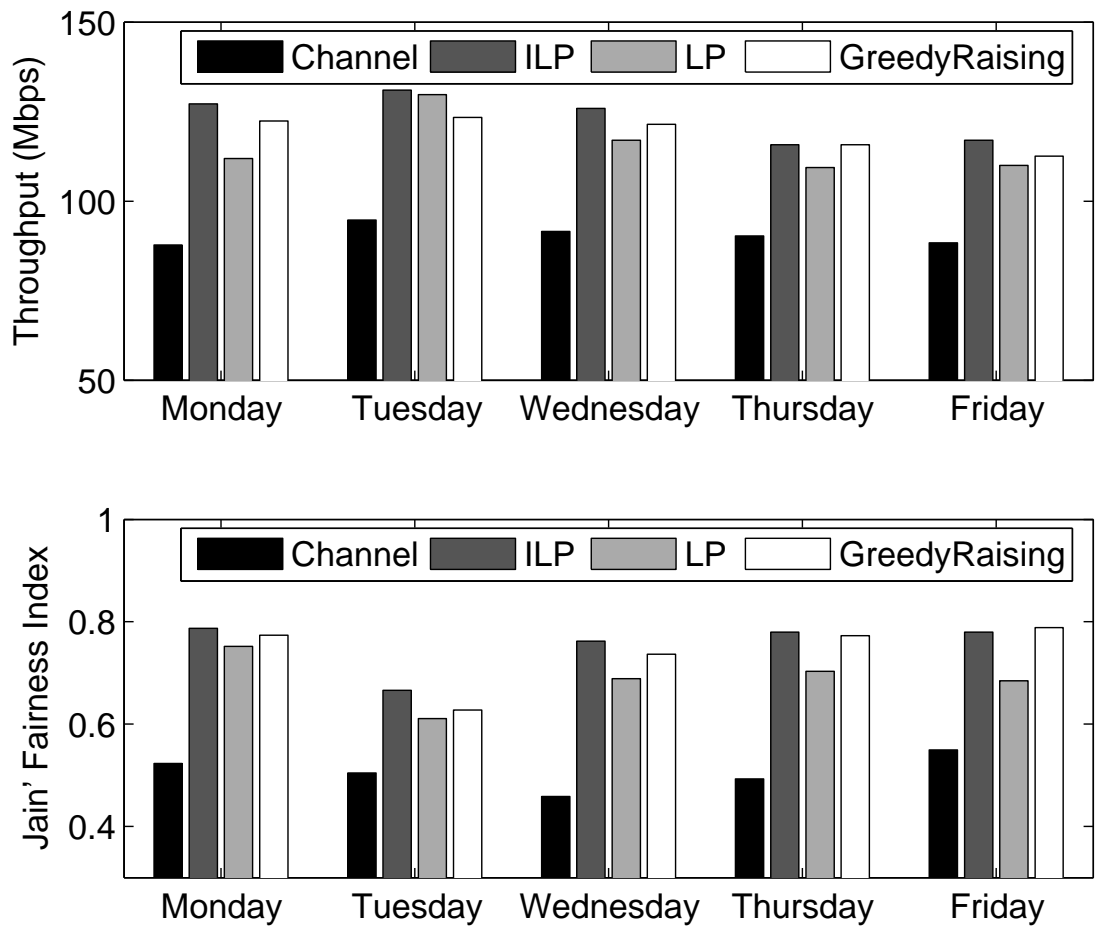 150
Channel ILP LP GreedyRaising
Throughput (Mbps)
100
50
Monday Tuesday Wednesday Thursday Friday
1
Channel ILP LP GreedyRaising
Jain’ Fairness Index
0.8
0.6
0.4
Monday Tuesday Wednesday Thursday Friday